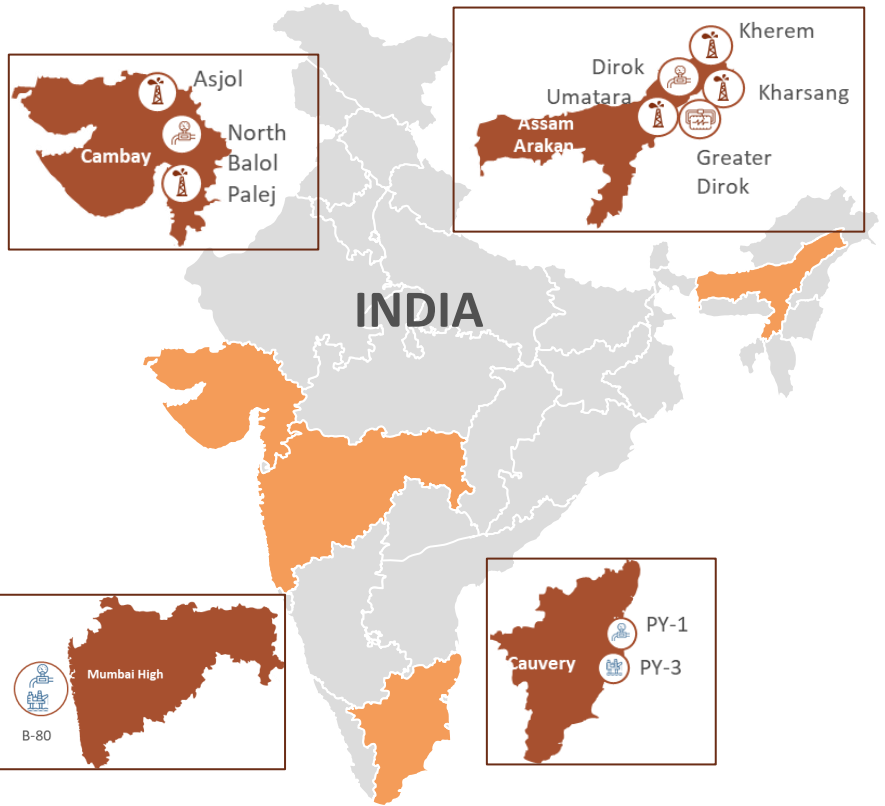 Asjol
North
Balol
Palej
Cambay
Kherem
Dirok
Umatara
Kharsang
Assam
Arakan
Greater
Dirok
INDIA
Mumbai High
B-80
PY-1
Cauvery
PY-3